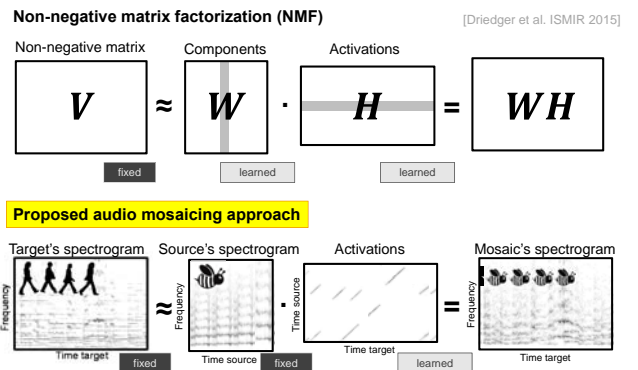 Non-negative matrix factorization (NMF)
[Driedger et al. ISMIR 2015]
Non-negative matrix Components Activations
V ≈ W · H = WH
fixed learned learned
Proposed audio mosaicing approach
Target's spectrogram Source's spectrogram Activations Mosaic's spectrogram
Frequency ≈ Frequency · Time source = Frequency
Time target Time source Time target Time target
fixed fixed learned